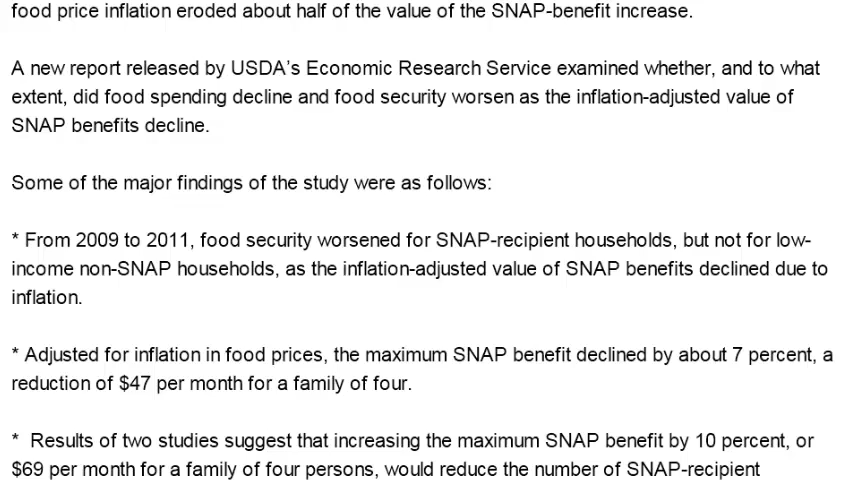 food price inflation eroded about half of the value of the SNAP-benefit increase.
A new report released by USDA's Economic Research Service examined whether, and to what
extent, did food spending decline and food security worsen as the inflation-adjusted value of
SNAP benefits decline.
Some of the major findings of the study were as follows:
* From 2009 to 2011, food security worsened for SNAP-recipient households, but not for low-
income non-SNAP households, as the inflation-adjusted value of SNAP benefits declined due to
inflation.
* Adjusted for inflation in food prices, the maximum SNAP benefit declined by about 7 percent, a
reduction of $47 per month for a family of four.
*  Results of two studies suggest that increasing the maximum SNAP benefit by 10 percent, or
$69 per month for a family of four persons, would reduce the number of SNAP-recipient